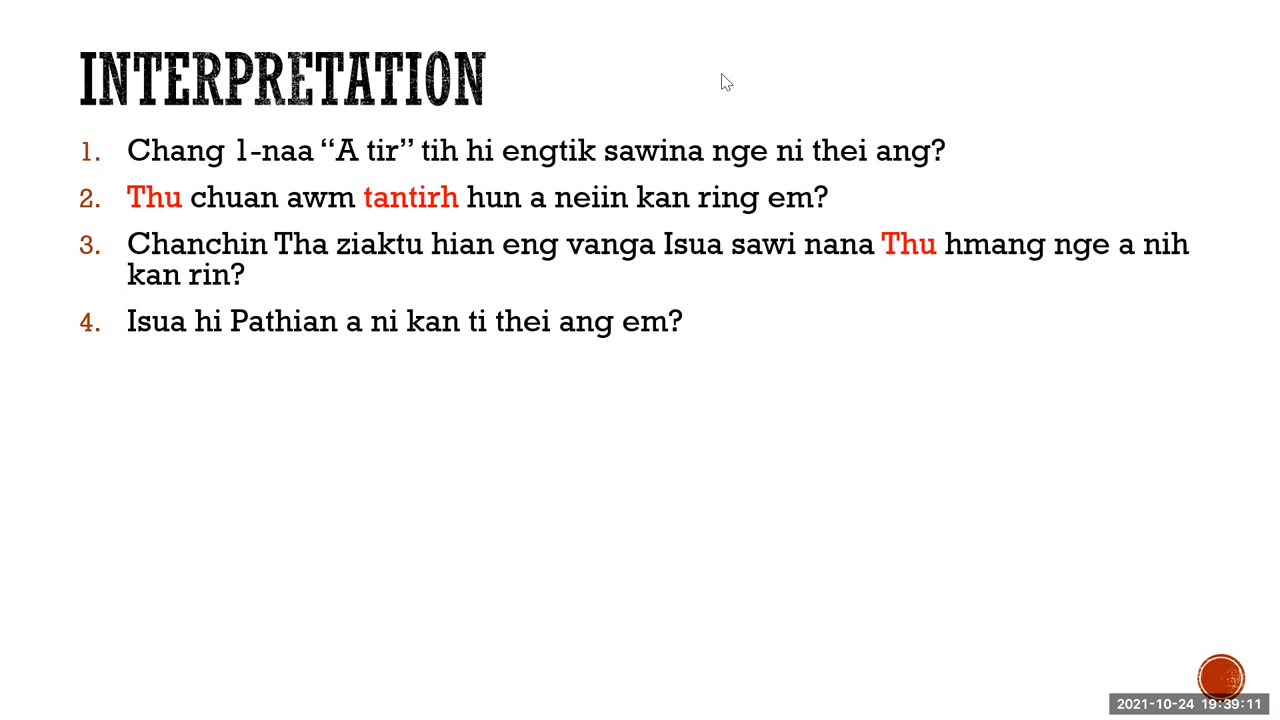 INTERPRETATION
1. Chang 1-naa “A tir” tih hi engtik sawina nge ni thei ang?
2. Thu chuan awm tantirh hun a neiin kan ring em?
3. Chanchin Tha ziaktu hian eng vanga Isua sawi nana Thu hmang nge a nih
kan rin?
4. Isua hi Pathian a ni kan ti thei ang em?
2021-10-24 19:39:11